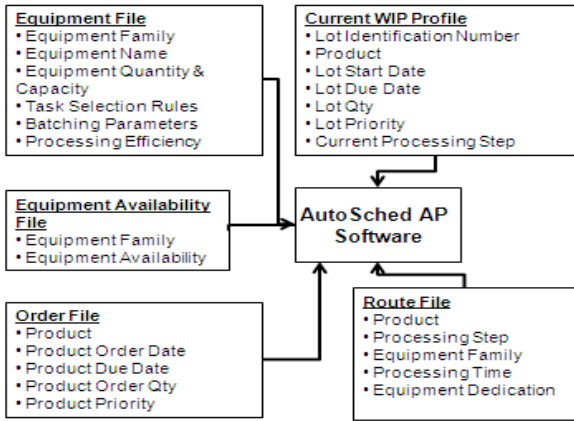 Equipment File
• Equipment Family
• Equipment Name
• Equipment Quantity &
Capacity
• Task Selection Rules
• Batching Parameters
• Processing Efficiency
Current WIP Profile
• Lot Identification Number
• Product
• Lot Start Date
• Lot Due Date
• Lot Qty
• Lot Priority
• Current Processing Step
Equipment Availability
File
• Equipment Family
• Equipment Availability
AutoSched AP
Software
Order File
• Product
• Product Order Date
• Product Due Date
• Product Order Qty
• Product Priority
Route File
• Product
• Processing Step
• Equipment Family
• Processing Time
• Equipment Dedication